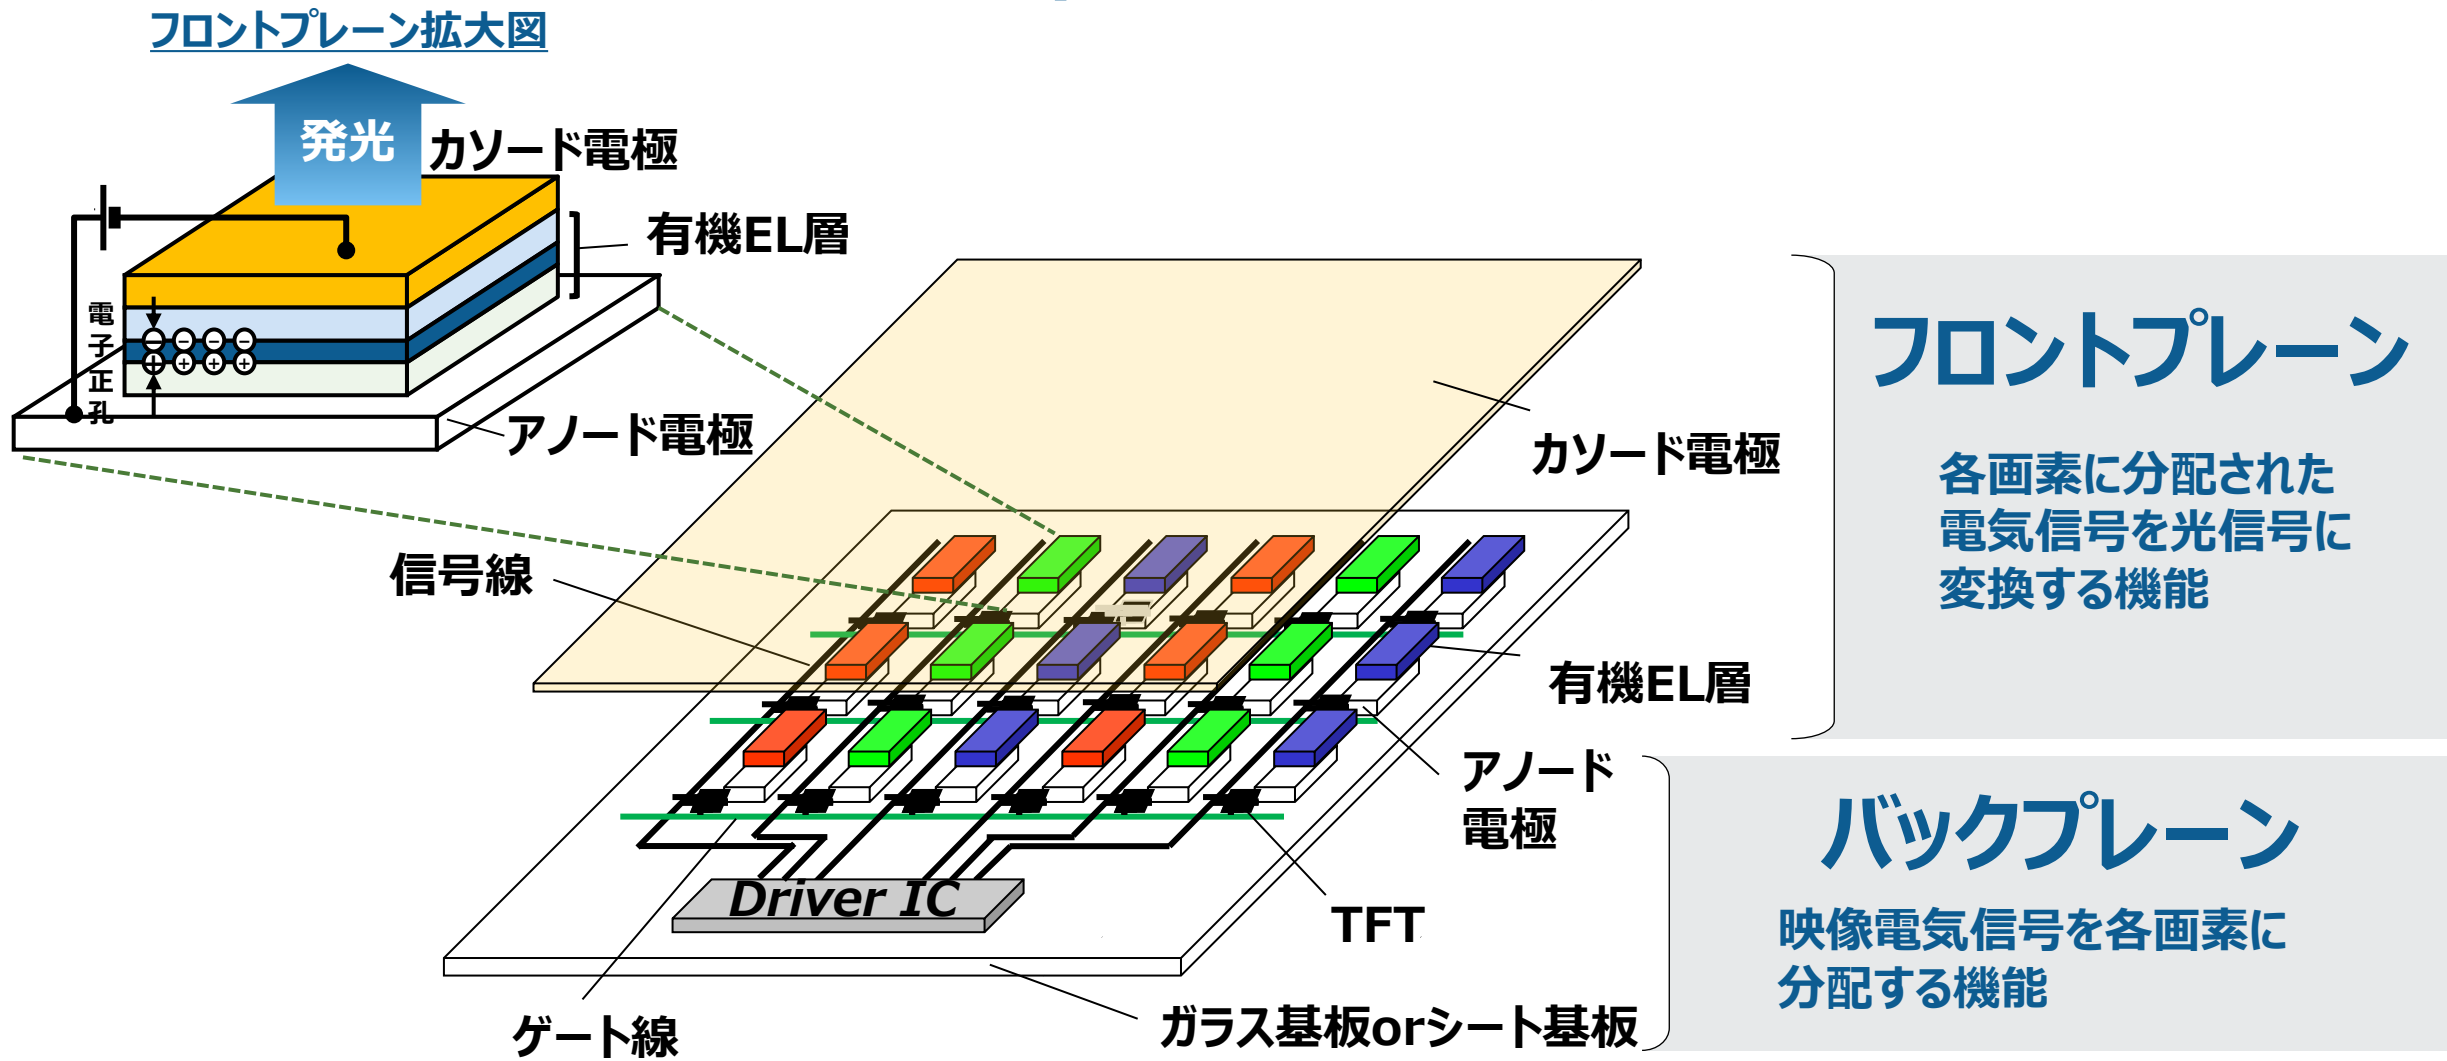 フロントプレーン拡大図
発光
カソード電極
有機EL層
電子
正孔
アノード電極
フロントプレーン
各画素に分配された
電気信号を光信号に
変換する機能
カソード電極
信号線
有機EL層
アノード
電極
バックプレーン
映像電気信号を各画素に
分配する機能
Driver IC
TFT
ゲート線
ガラス基板orシート基板